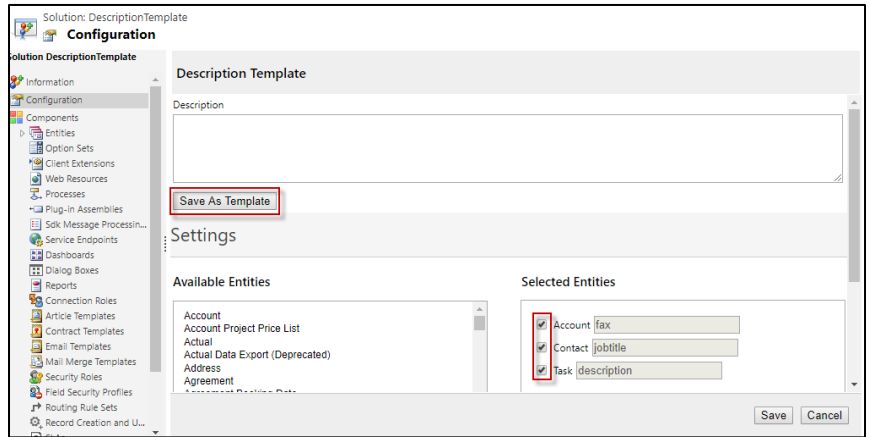 Solution: DescriptionTemplate
Configuration
Solution DescriptionTemplate
Information
Configuration
Components
Entities
Option Sets
Client Extensions
Web Resources
Processes
Plug-in Assemblies
Sdk Message Processin...
Service Endpoints
Dashboards
Dialog Boxes
Reports
Connection Roles
Article Templates
Contract Templates
Email Templates
Mail Merge Templates
Security Roles
Field Security Profiles
Routing Rule Sets
Record Creation and U...
Description Template
Description
Save As Template
Settings
Available Entities
Account
Account Project Price List
Actual
Actual Data Export (Deprecated)
Address
Agreement
Agreement Booking Date
Selected Entities
Account fax
Contact jobtitle
Task description
Save Cancel